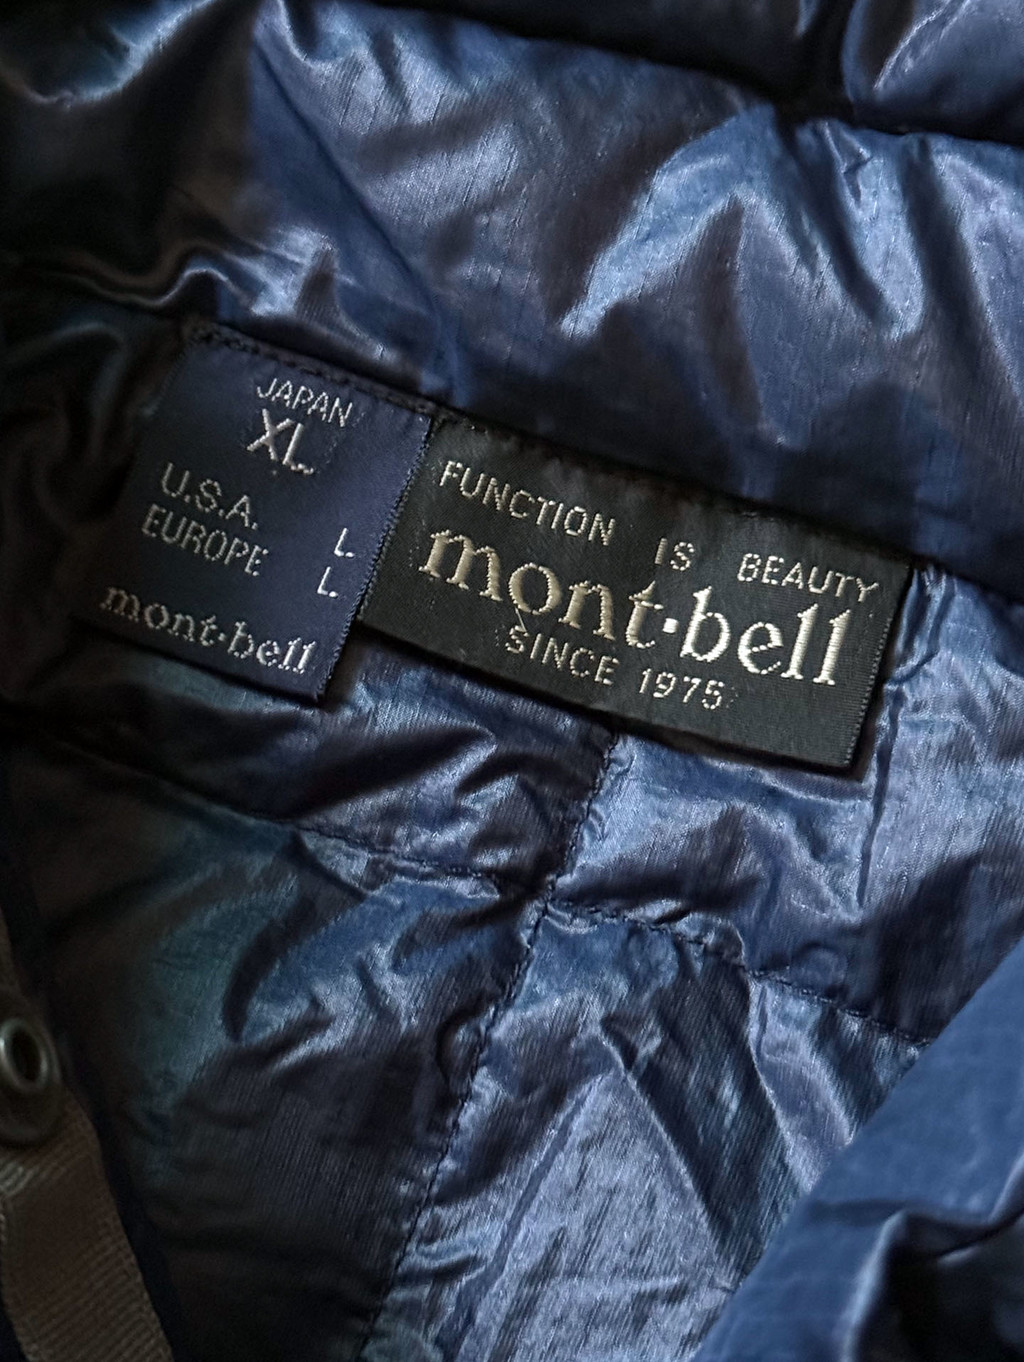 JAPAN
XL
U.S.A. L
EUROPE L
mont·bell
FUNCTION IS BEAUTY
mont·bell
SINCE 1975